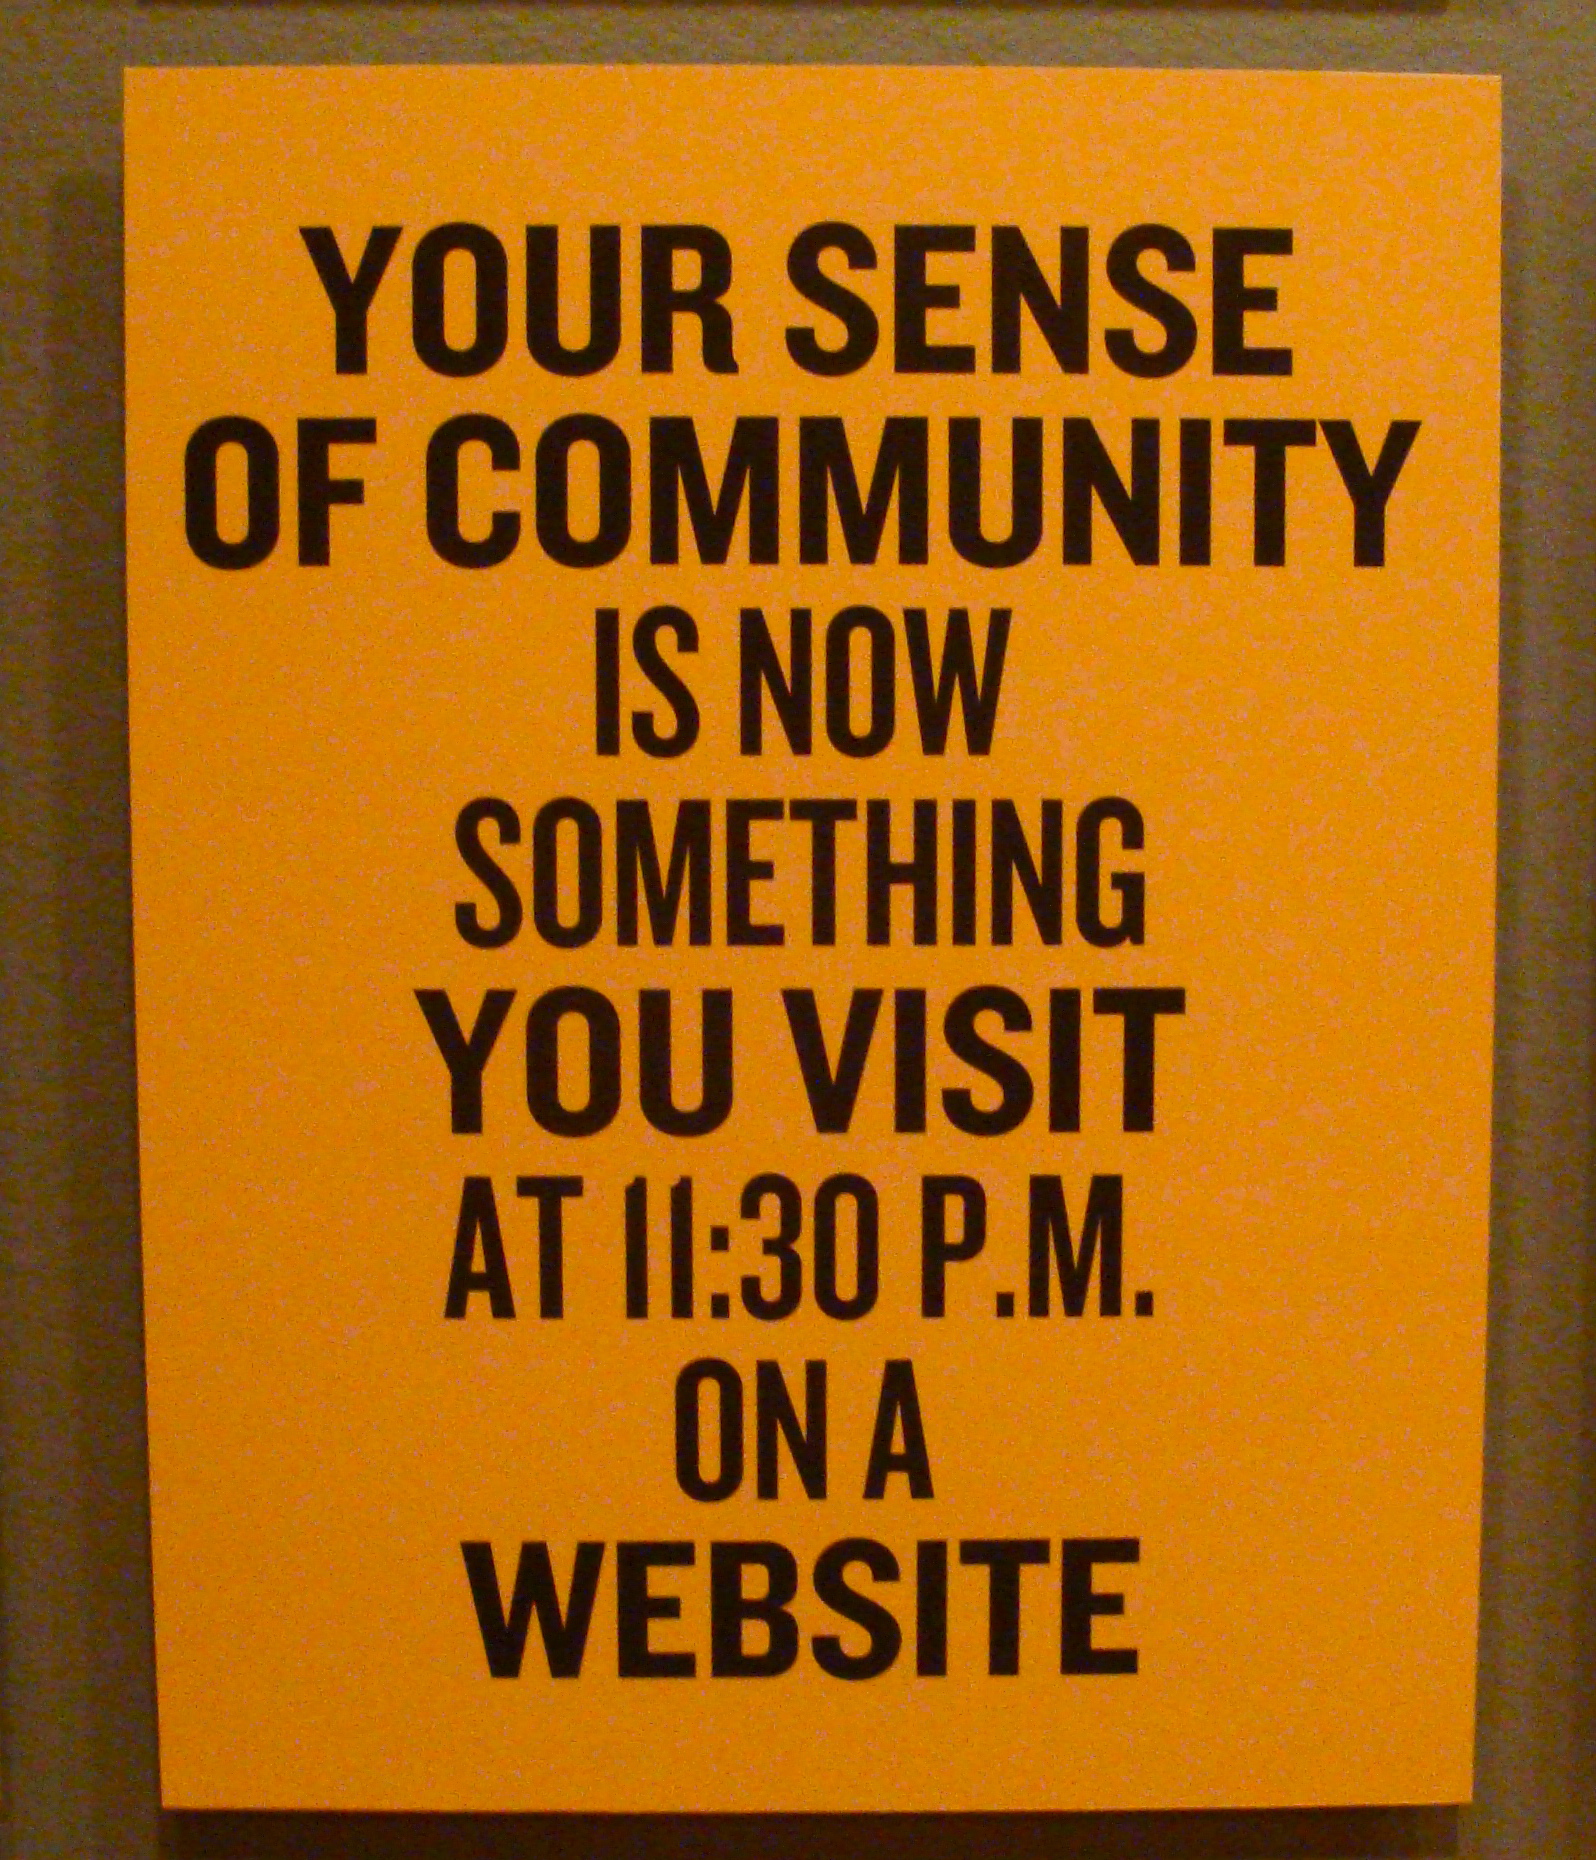 YOUR SENSE
OF COMMUNITY
IS NOW
SOMETHING
YOU VISIT
AT 11:30 P.M.
ON A
WEBSITE